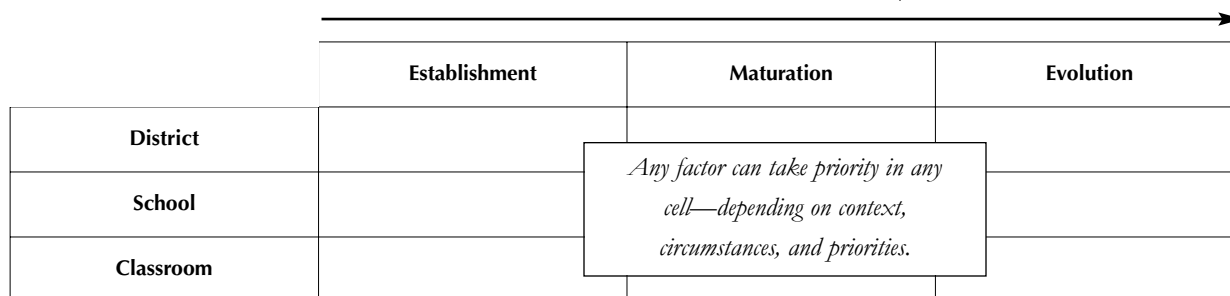 Establishment Maturation Evolution
District
Any factor can take priority in any
School
cell—depending on context,
circumstances, and priorities.
Classroom